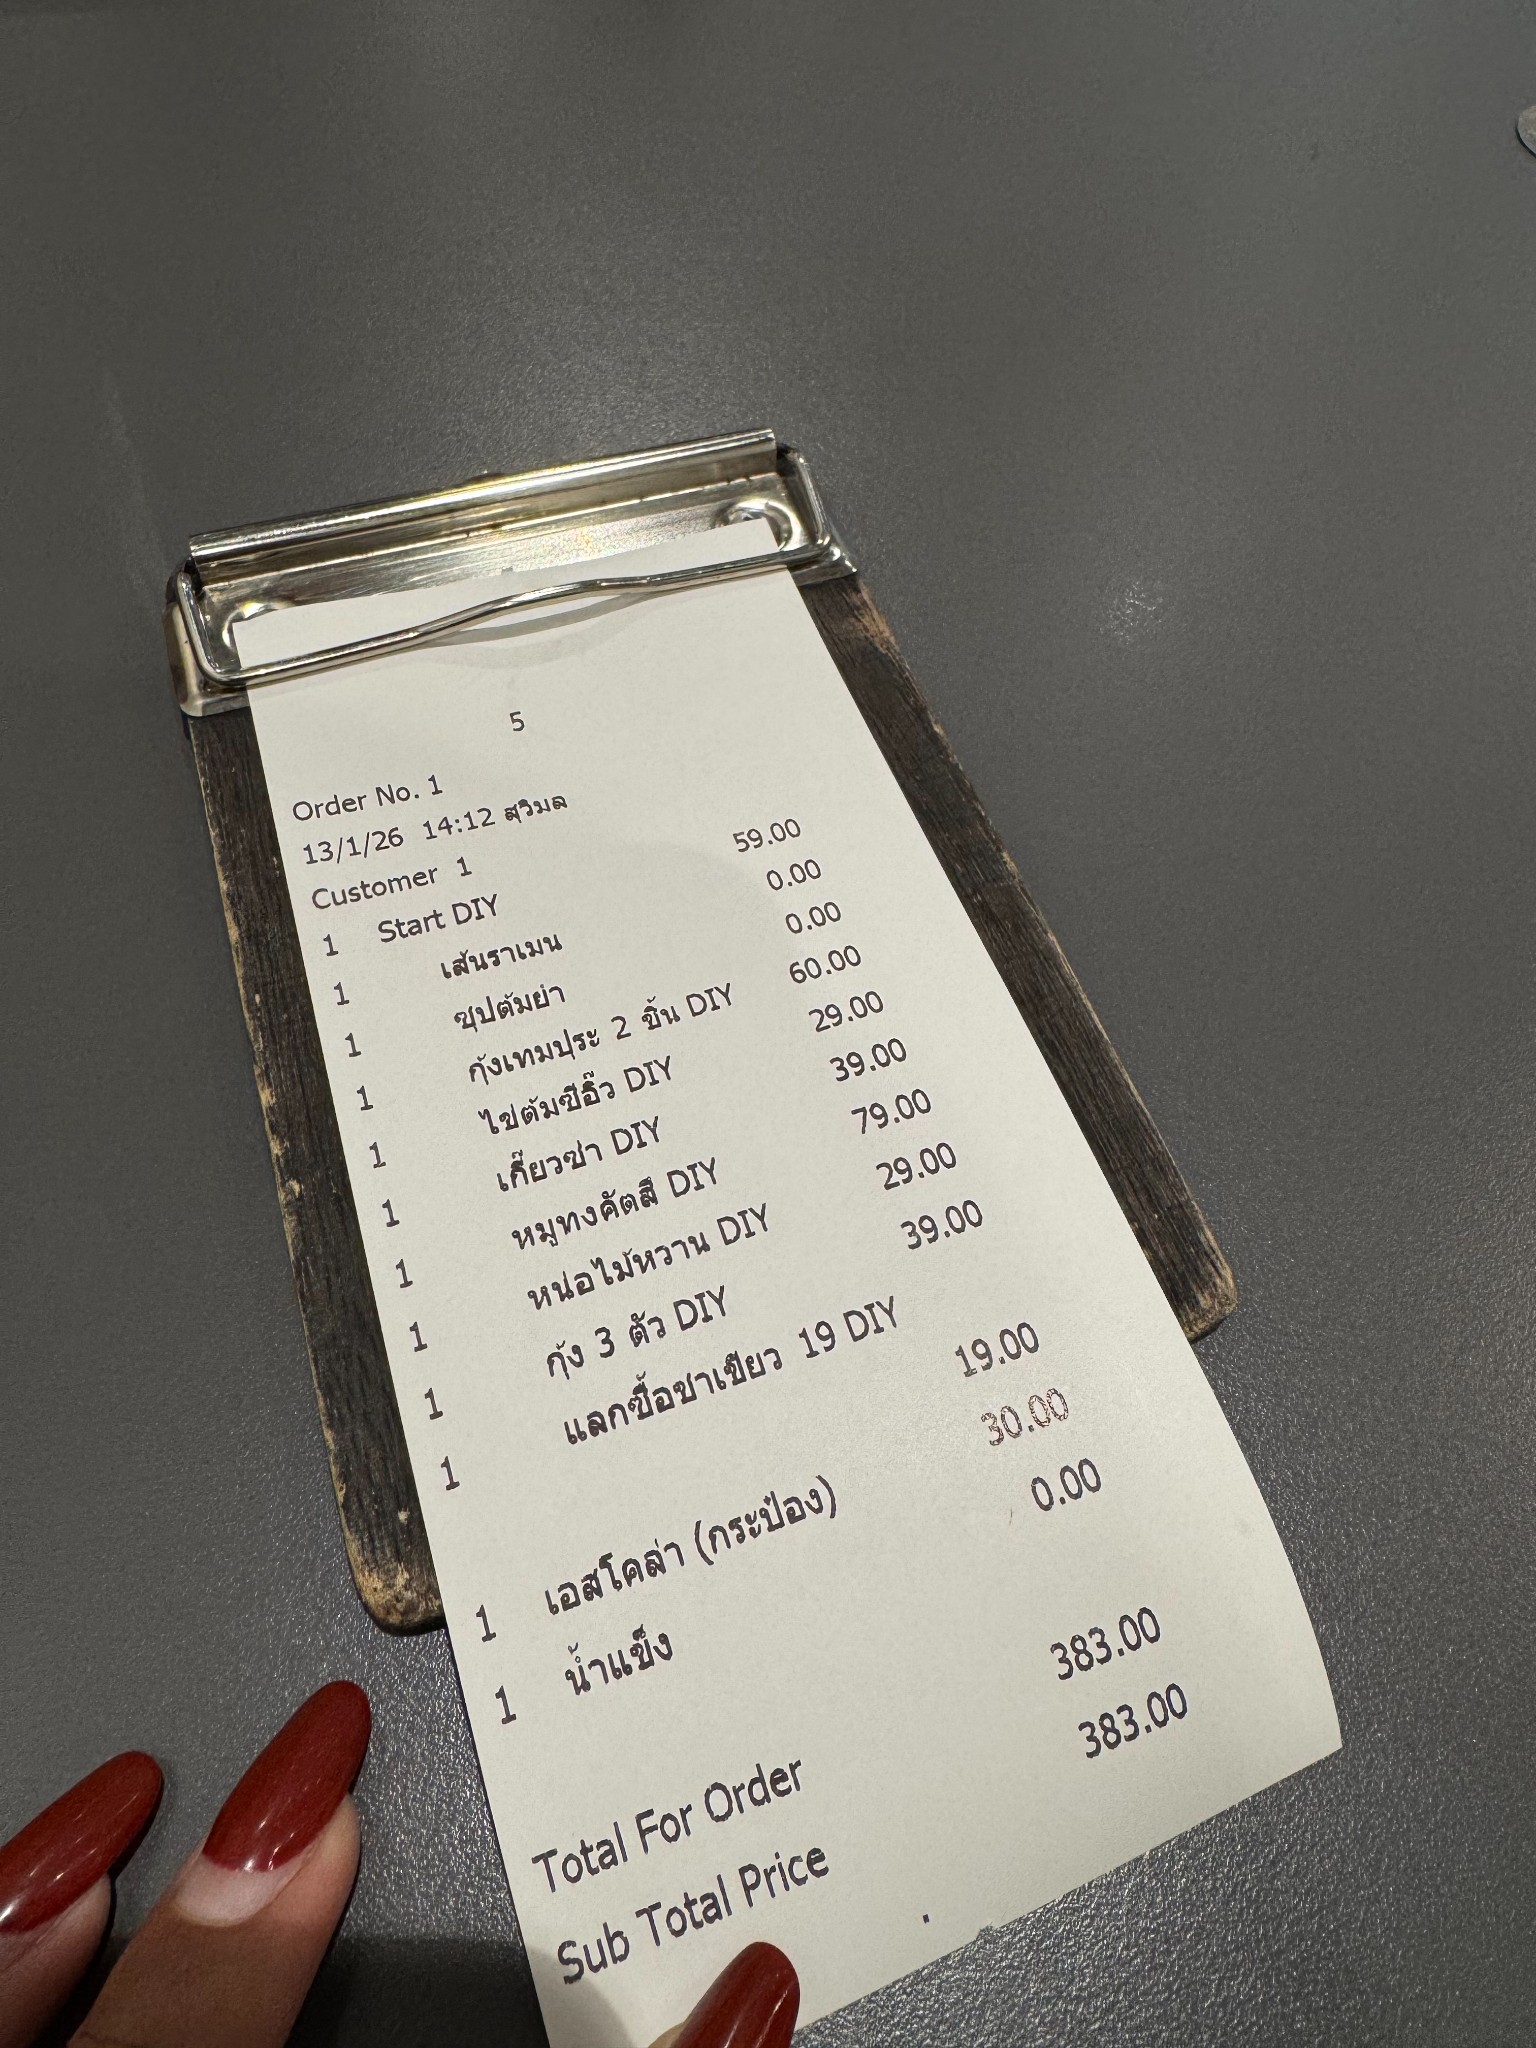 5
Order No. 1
13/1/26 14:12 สุวิมล
Customer 1
1 Start DIY 59.00
1 เส้นราเมน 0.00
1 ซุปต้มยำ 0.00
1 กุ้งเทมปุระ 2 ชิ้น DIY 60.00
1 ไข่ต้มซีอิ๊ว DIY 29.00
1 เกี๊ยวซ่า DIY 39.00
1 หมูทงคัตสึ DIY 79.00
1 หน่อไม้หวาน DIY 29.00
1 กุ้ง 3 ตัว DIY 39.00
1 แลกซื้อชาเขียว 19 DIY 19.00
1 เอสโคล่า (กระป๋อง) 30.00
1 น้ำแข็ง 0.00
Total For Order 383.00
Sub Total Price 383.00